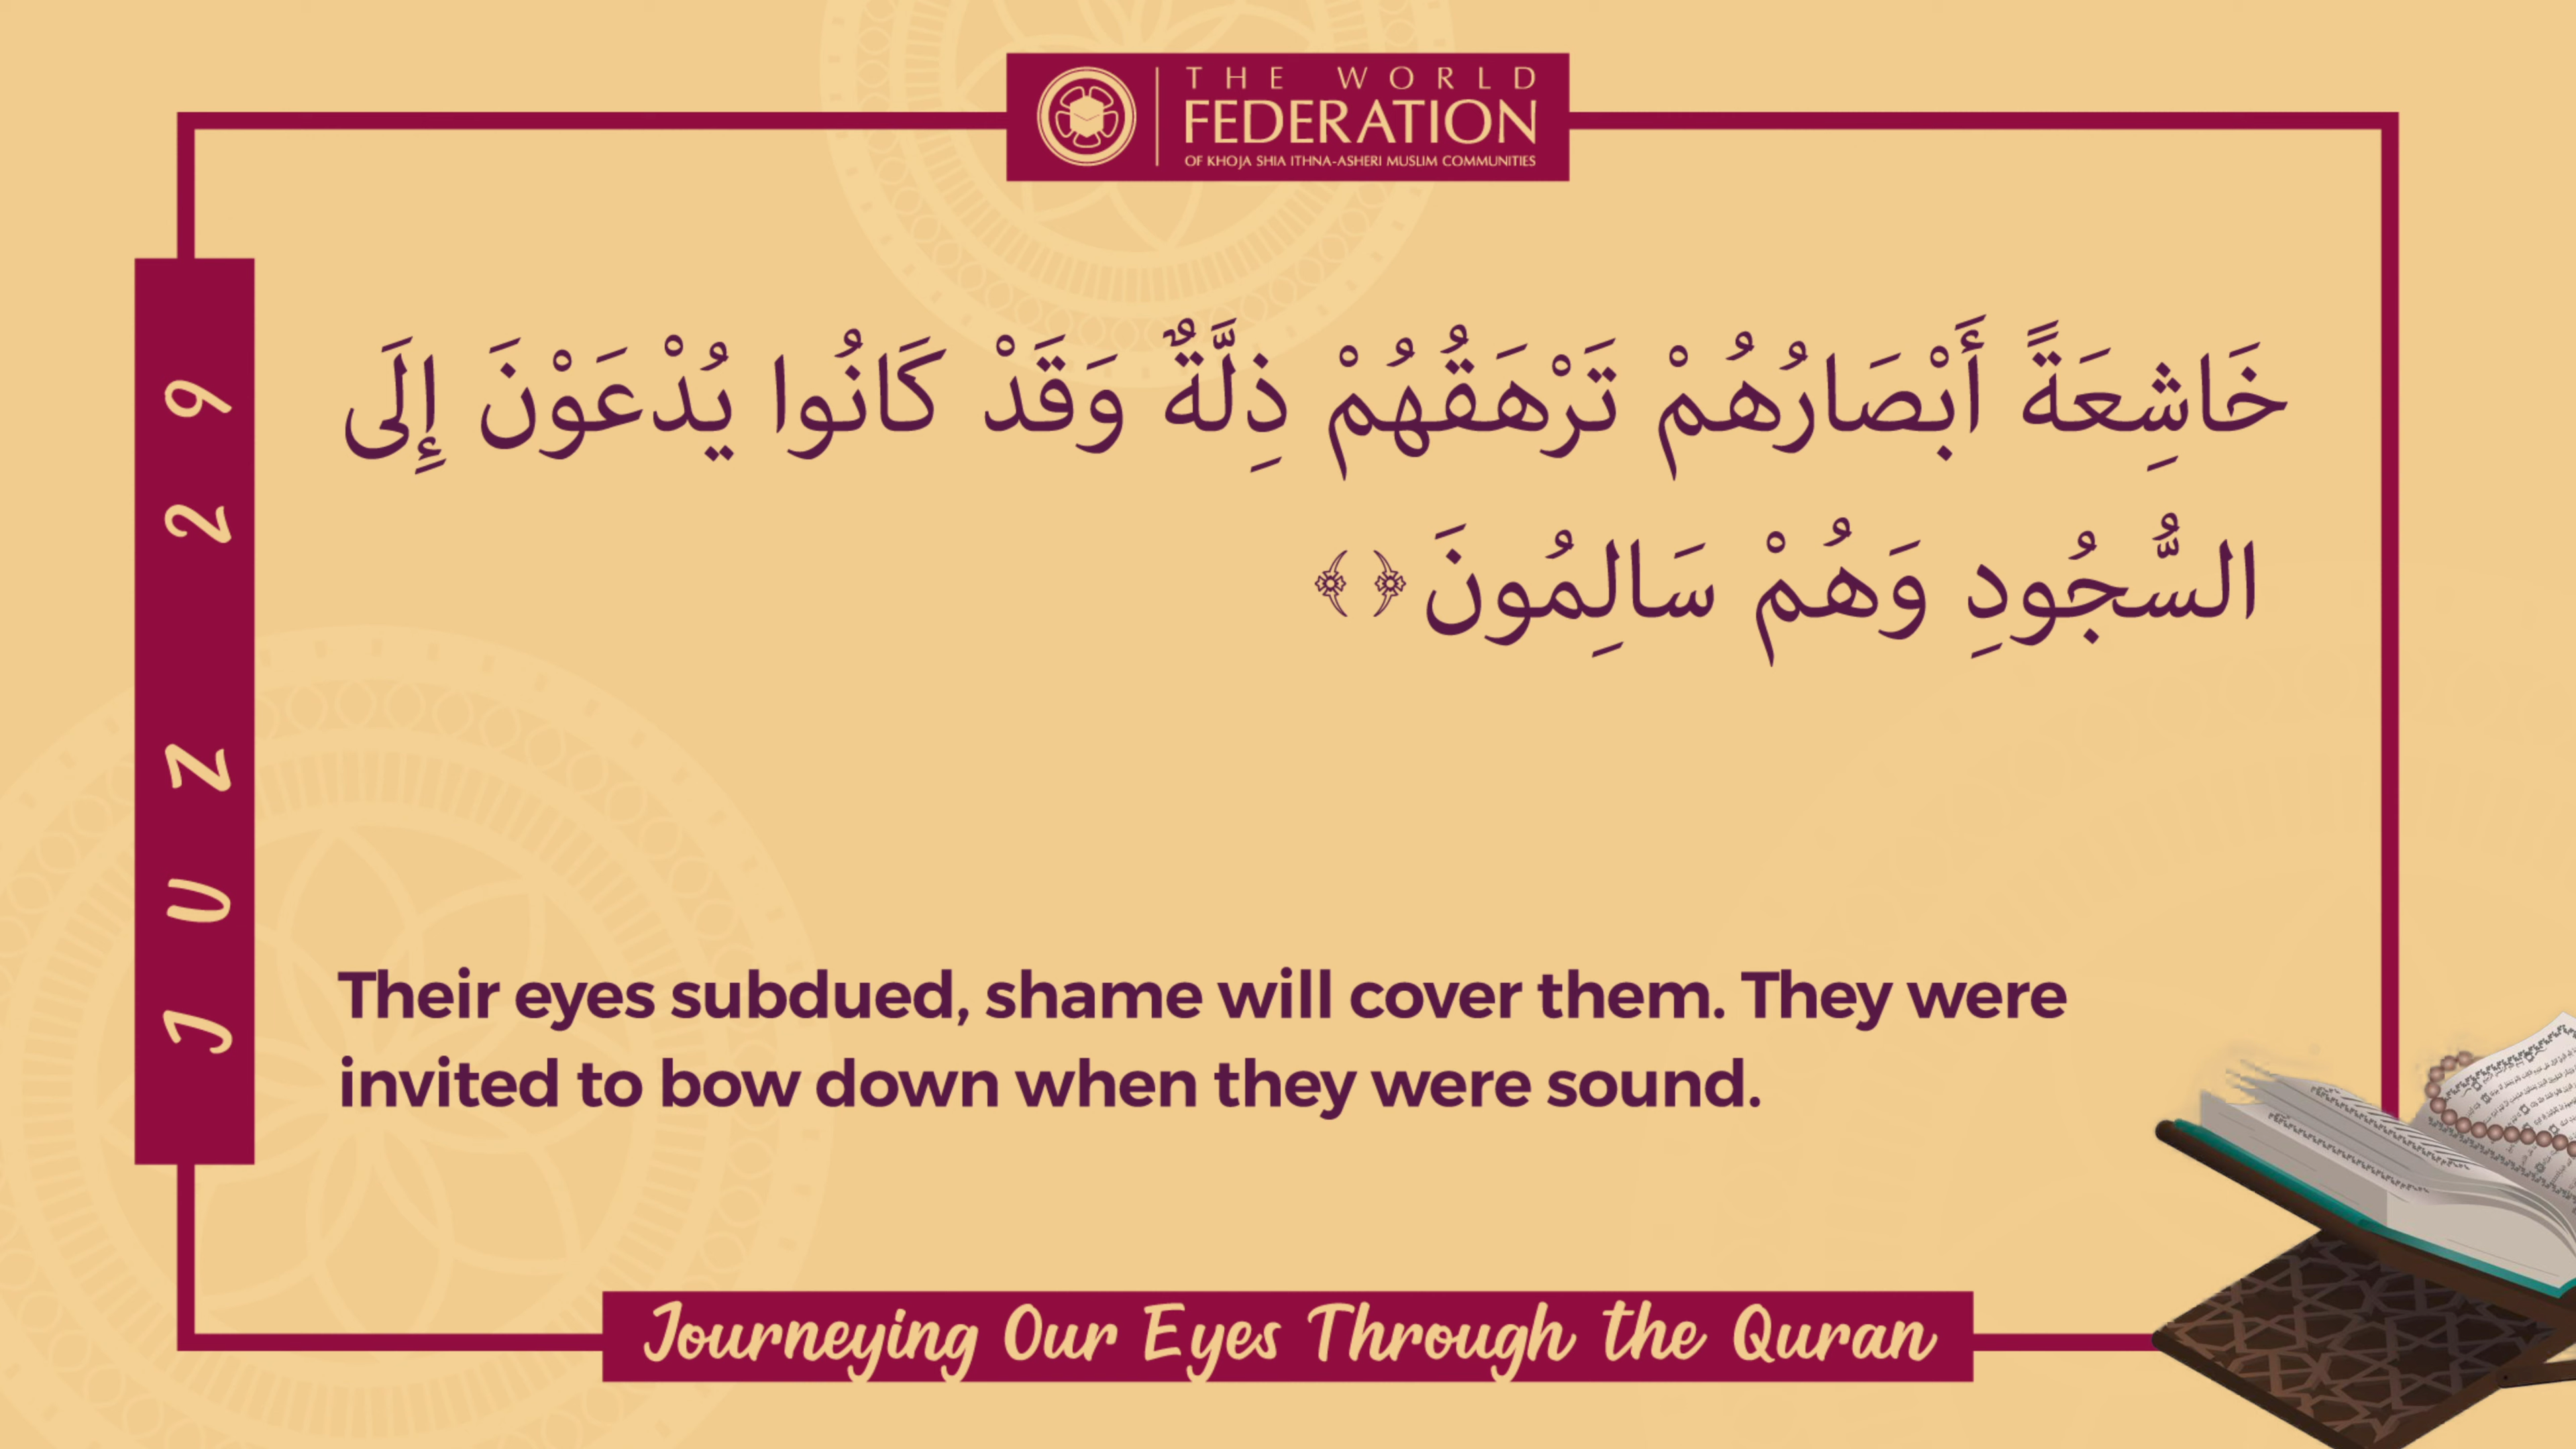 THE WORLD
FEDERATION
OF KHOJA SHIA ITHNA-ASHERI MUSLIM COMMUNITIES
JUZ 29
خَاشِعَةً أَبْصَارُهُمْ تَرْهَقُهُمْ ذِلَّةٌ وَقَدْ كَانُوا يُدْعَوْنَ إِلَى
السُّجُودِ وَهُمْ سَالِمُونَ ﴿ ﴾
Their eyes subdued, shame will cover them. They were
invited to bow down when they were sound.
Journeying Our Eyes Through the Quran